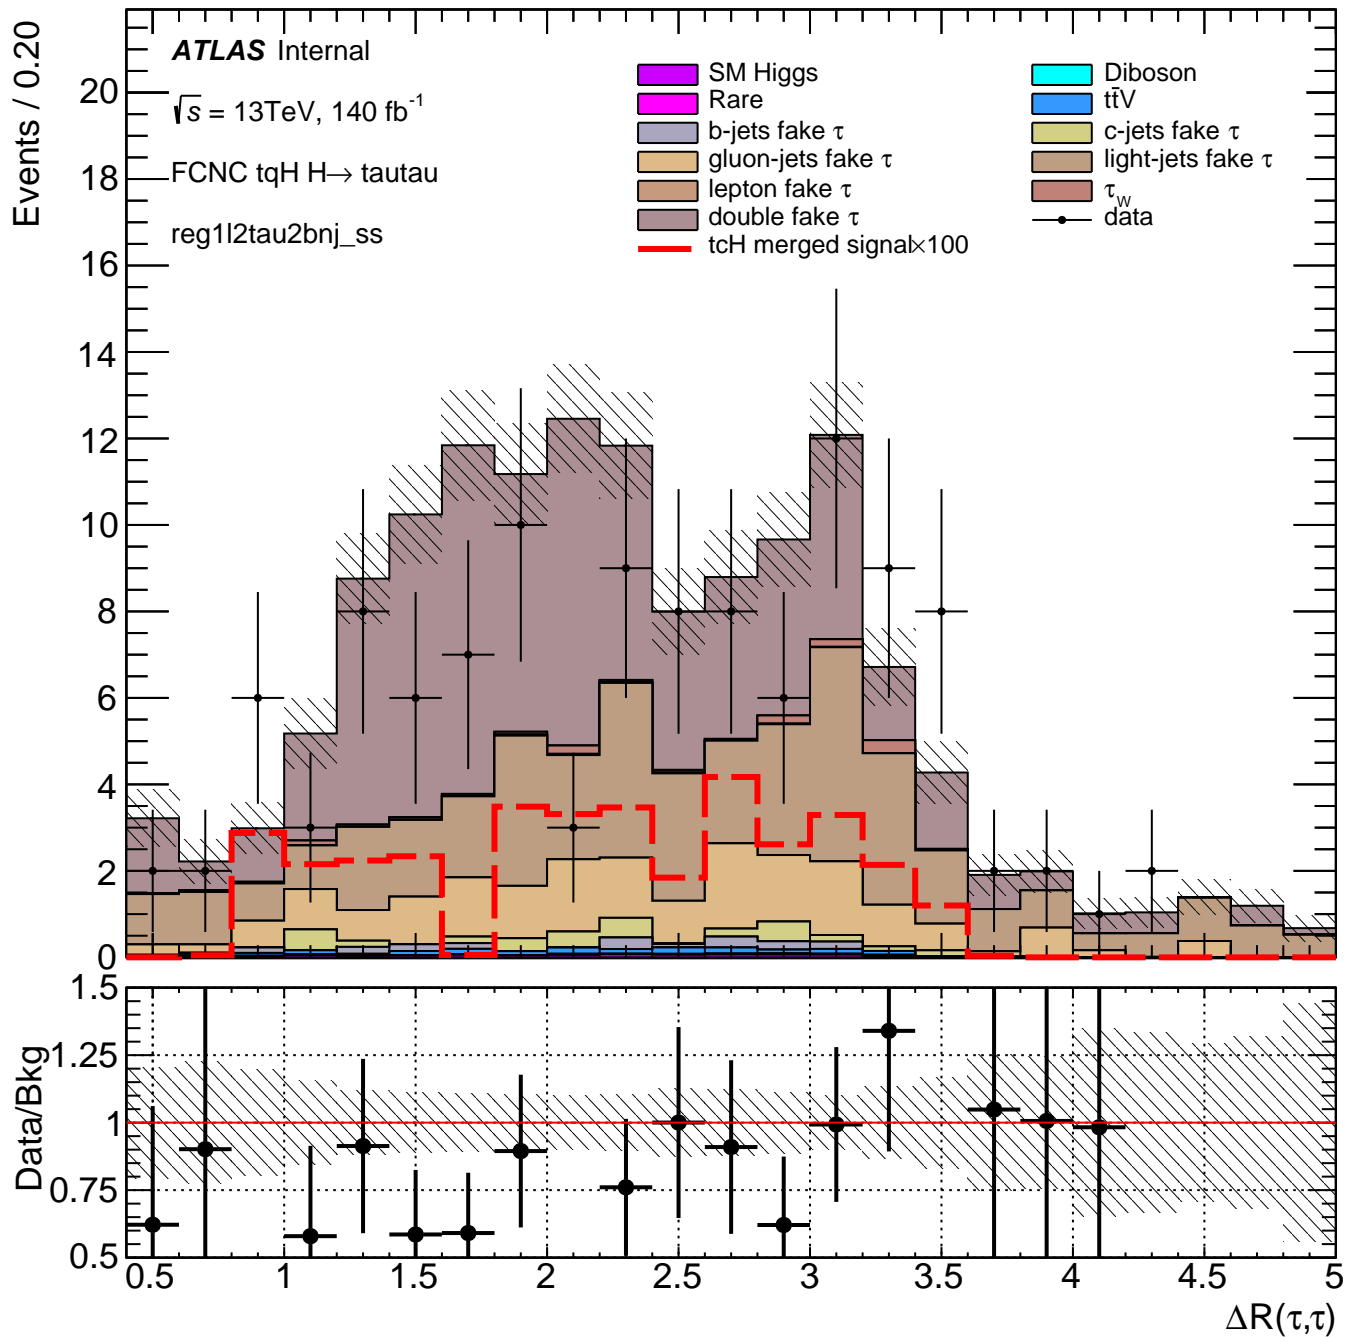 Events / 0.20
ATLAS Internal
√s = 13TeV, 140 fb⁻¹
FCNC tqH H→ tautau
reg1l2tau2bnj_ss
SM Higgs
Rare
b-jets fake τ
gluon-jets fake τ
lepton fake τ
double fake τ
tcH merged signal×100
Diboson
tt̄V
c-jets fake τ
light-jets fake τ
τ_W
data
20
18
16
14
12
10
8
6
4
2
0
Data/Bkg
1.5
1.25
1
0.75
0.5
0.5 1 1.5 2 2.5 3 3.5 4 4.5 5
ΔR(τ,τ)